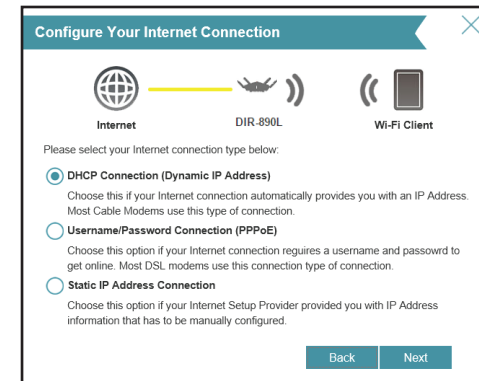 Configure Your Internet Connection
Internet
DIR-890L
Wi-Fi Client
Please select your Internet connection type below:
DHCP Connection (Dynamic IP Address)
Choose this if your Internet connection automatically provides you with an IP Address.
Most Cable Modems use this type of connection.
Username/Password Connection (PPPoE)
Choose this option if your Internet connection requires a username and passowrd to
get online. Most DSL modems use this connection type of connection.
Static IP Address Connection
Choose this option if your Internet Setup Provider provided you with IP Address
information that has to be manually configured.
Back
Next